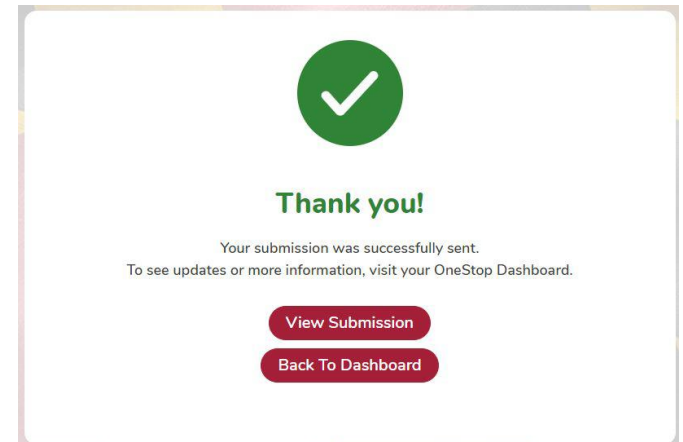 Thank you!
Your submission was successfully sent.
To see updates or more information, visit your OneStop Dashboard.
View Submission
Back To Dashboard